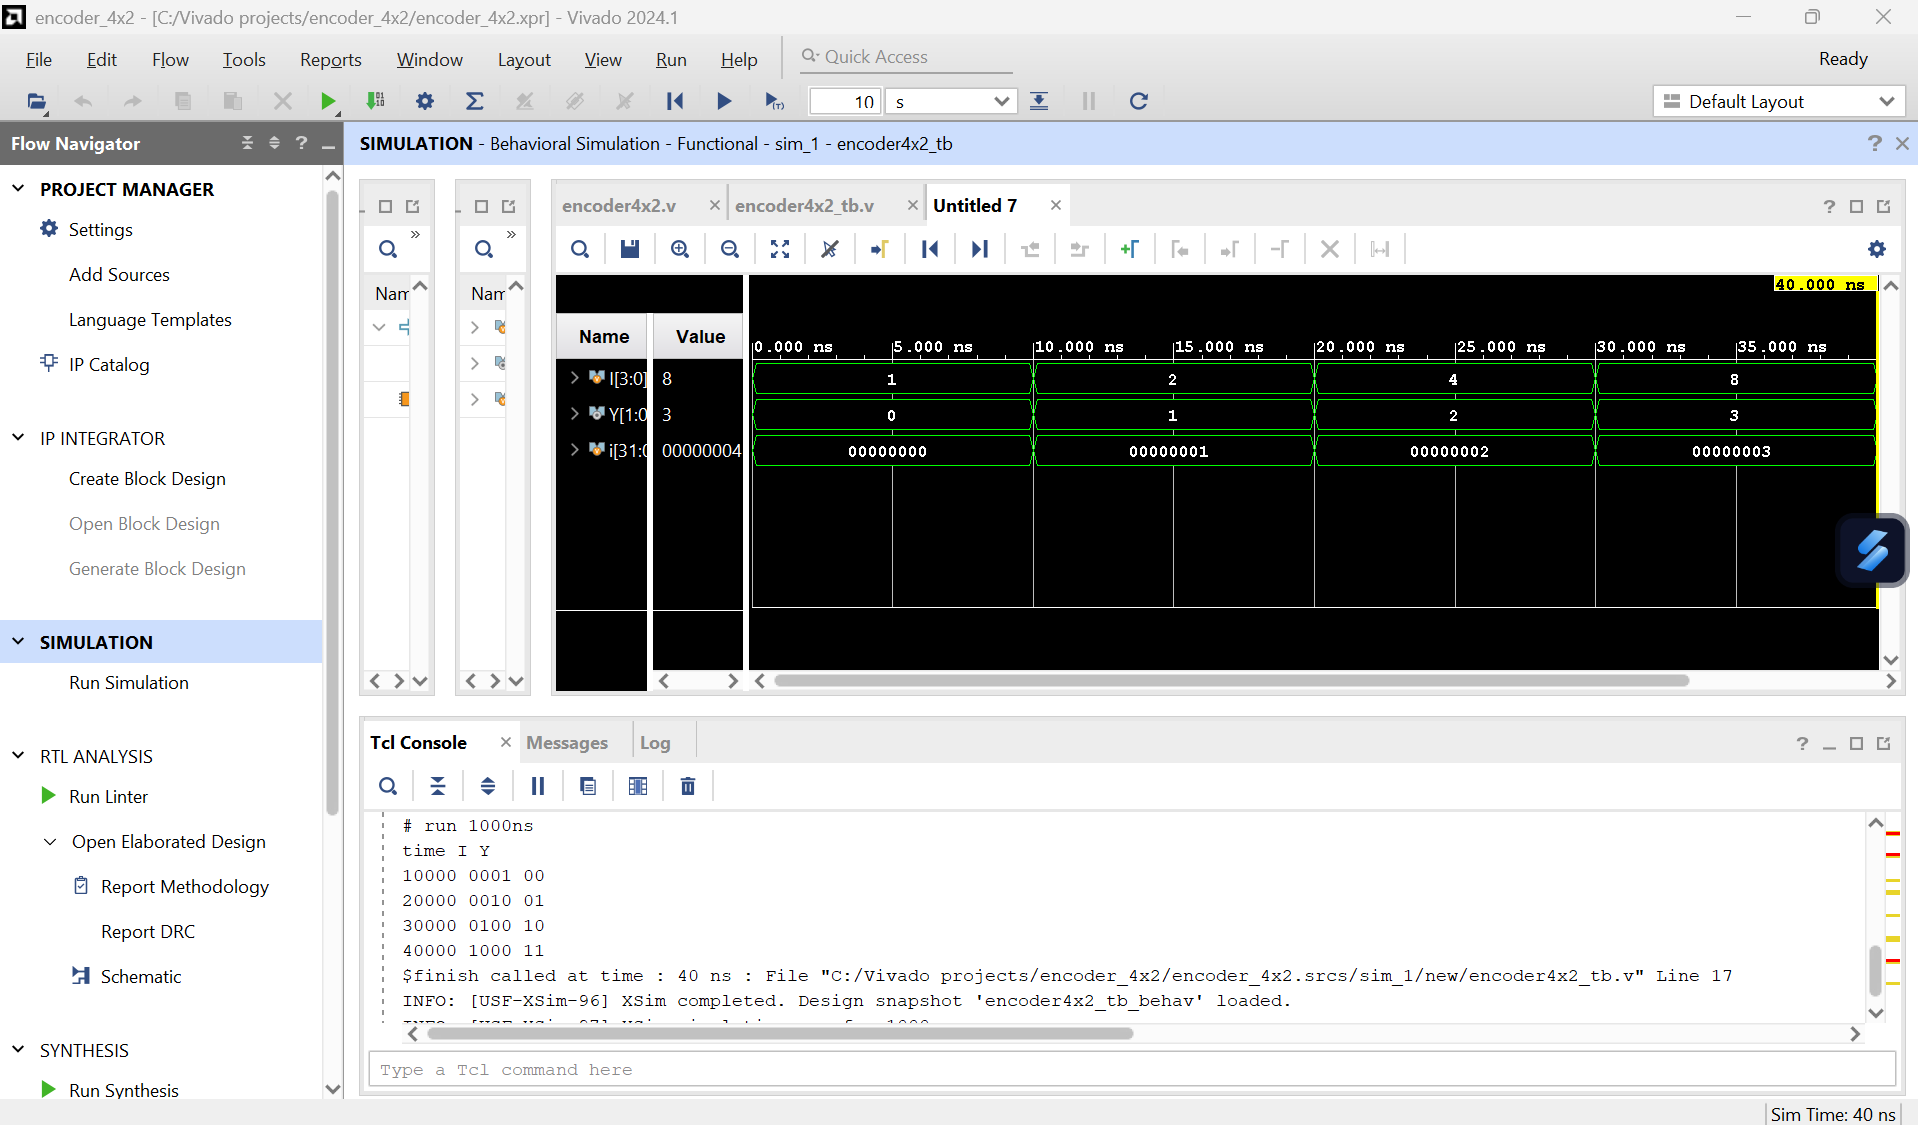 encoder_4x2 - [C:/Vivado projects/encoder_4x2/encoder_4x2.xpr] - Vivado 2024.1
File Edit Flow Tools Reports Window Layout View Run Help Quick Access Ready
10 s Default Layout
Flow Navigator
SIMULATION - Behavioral Simulation - Functional - sim_1 - encoder4x2_tb
PROJECT MANAGER
Settings
Add Sources
Language Templates
IP Catalog
IP INTEGRATOR
Create Block Design
Open Block Design
Generate Block Design
SIMULATION
Run Simulation
RTL ANALYSIS
Run Linter
Open Elaborated Design
Report Methodology
Report DRC
Schematic
SYNTHESIS
Run Synthesis
Nam
Nam
encoder4x2.v encoder4x2_tb.v Untitled 7
40.000 ns
Name Value
0.000 ns 5.000 ns 10.000 ns 15.000 ns 20.000 ns 25.000 ns 30.000 ns 35.000 ns
I[3:0] 8 1 2 4 8
Y[1:0 3 0 1 2 3
i[31:0 00000004 00000000 00000001 00000002 00000003
Tcl Console Messages Log
# run 1000ns
time I Y
10000 0001 00
20000 0010 01
30000 0100 10
40000 1000 11
$finish called at time : 40 ns : File "C:/Vivado projects/encoder_4x2/encoder_4x2.srcs/sim_1/new/encoder4x2_tb.v" Line 17
INFO: [USF-XSim-96] XSim completed. Design snapshot 'encoder4x2_tb_behav' loaded.
Type a Tcl command here
Sim Time: 40 ns